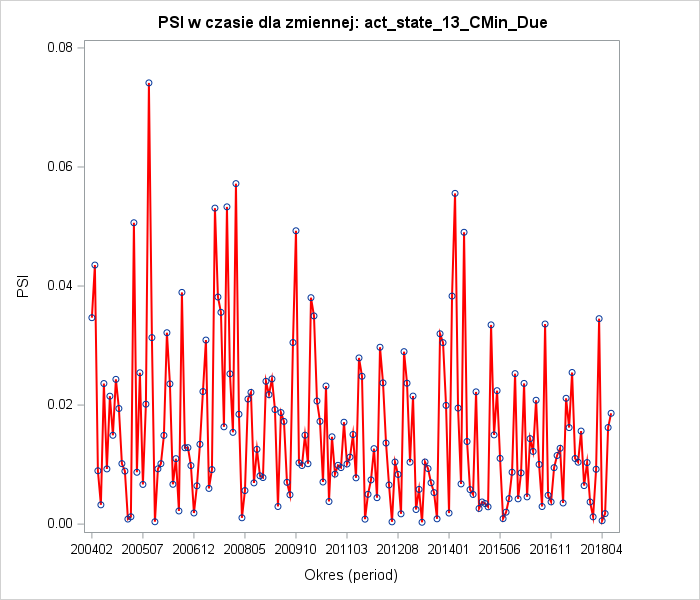 PSI w czasie dla zmiennej: act_state_13_CMin_Due
0.08
0.06
0.04
0.02
0.00
PSI
200402 200507 200612 200805 200910 201103 201208 201401 201506 201611 201804
Okres (period)